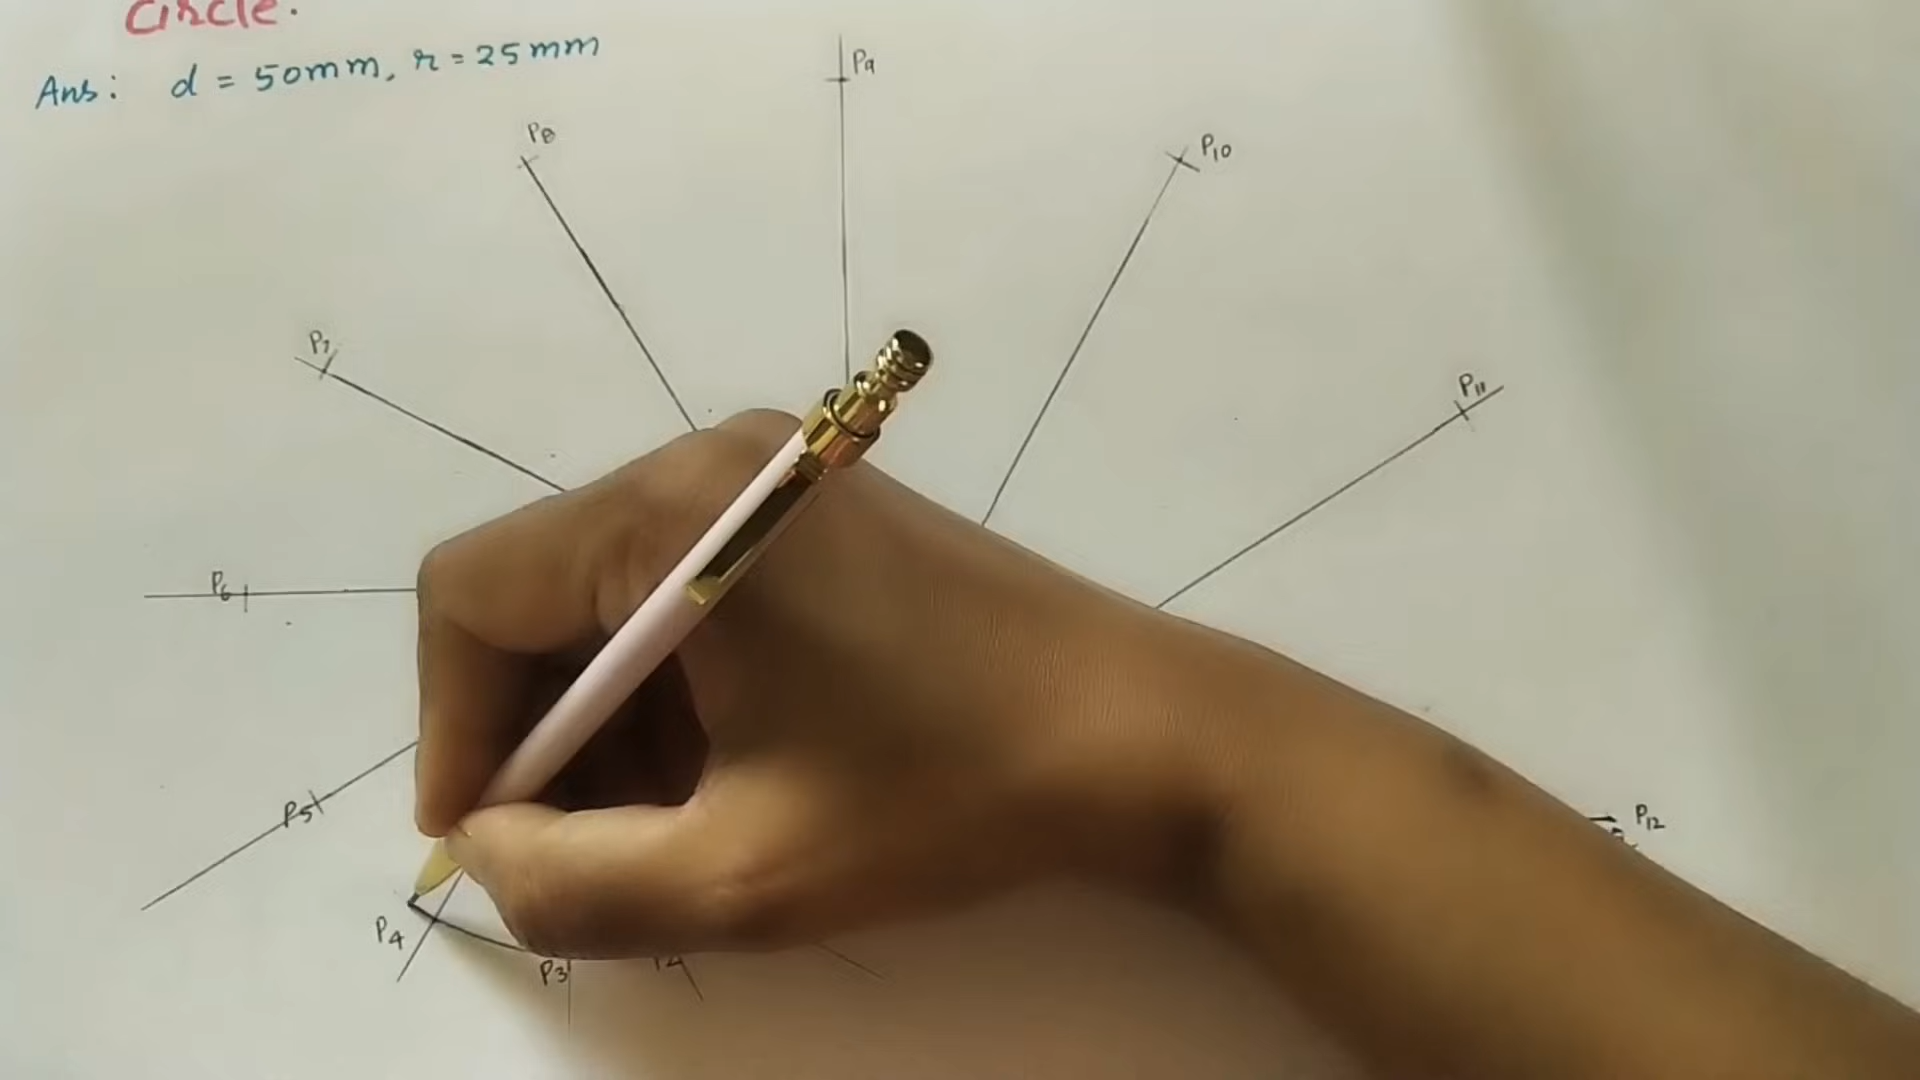 Circle.
Ans: d = 50mm, r = 25mm
P9
P8
P10
P7
P11
P6
P5
P12
P4
P3